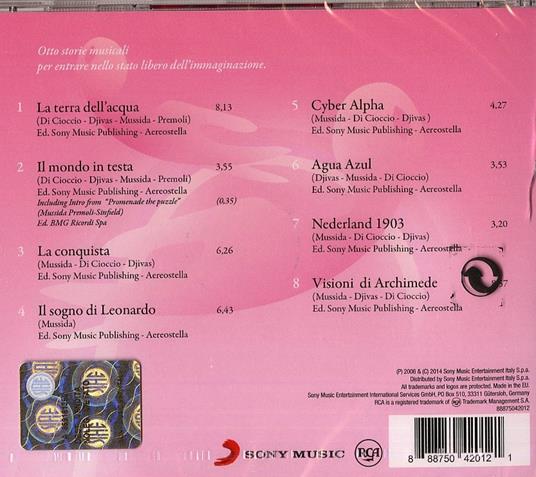 Otto storie musicali
per entrare nello stato libero dell'immaginazione.
1 La terra dell'acqua 8,13
(Di Cioccio - Djivas - Mussida - Premoli)
Ed. Sony Music Publishing - Aereostella
2 Il mondo in testa 3,55
(Di Cioccio - Djivas - Mussida - Premoli)
Ed. Sony Music Publishing - Aereostella
Including Intro from "Promenade the puzzle" (0,35)
(Mussida Premoli-Sinfield)
Ed. BMG Ricordi Spa
3 La conquista 6,26
(Mussida - Di Cioccio - Djivas)
Ed. Sony Music Publishing - Aereostella
4 Il sogno di Leonardo 6,43
(Mussida)
Ed. Sony Music Publishing - Aereostella
5 Cyber Alpha 4,27
(Mussida - Di Cioccio - Djivas )
Ed. Sony Music Publishing - Aereostella
6 Agua Azul 3,53
(Djivas - Mussida - Di Cioccio)
Ed. Sony Music Publishing - Aereostella
7 Nederland 1903 3,20
(Mussida - Di Cioccio - Djivas)
Ed. Sony Music Publishing - Aereostella
8 Visioni di Archimede
(Mussida - Djivas - Di Cioccio)
Ed. Sony Music Publishing - Aereostella
(P) 2006 & (C) 2014 Sony Music Entertainment Italy S.p.a.
Distributed by Sony Music Entertainment Italy S.p.a.
All trademarks and logos are protected. Made in the EU.
Sony Music Entertainment International Services GmbH, PO Box 510, 33311 Gütersloh, Germany.
RCA is a registered trademark of RCA Trademark Management S.A.
88875042012
SONY MUSIC
RCA
8 88750 42012 1